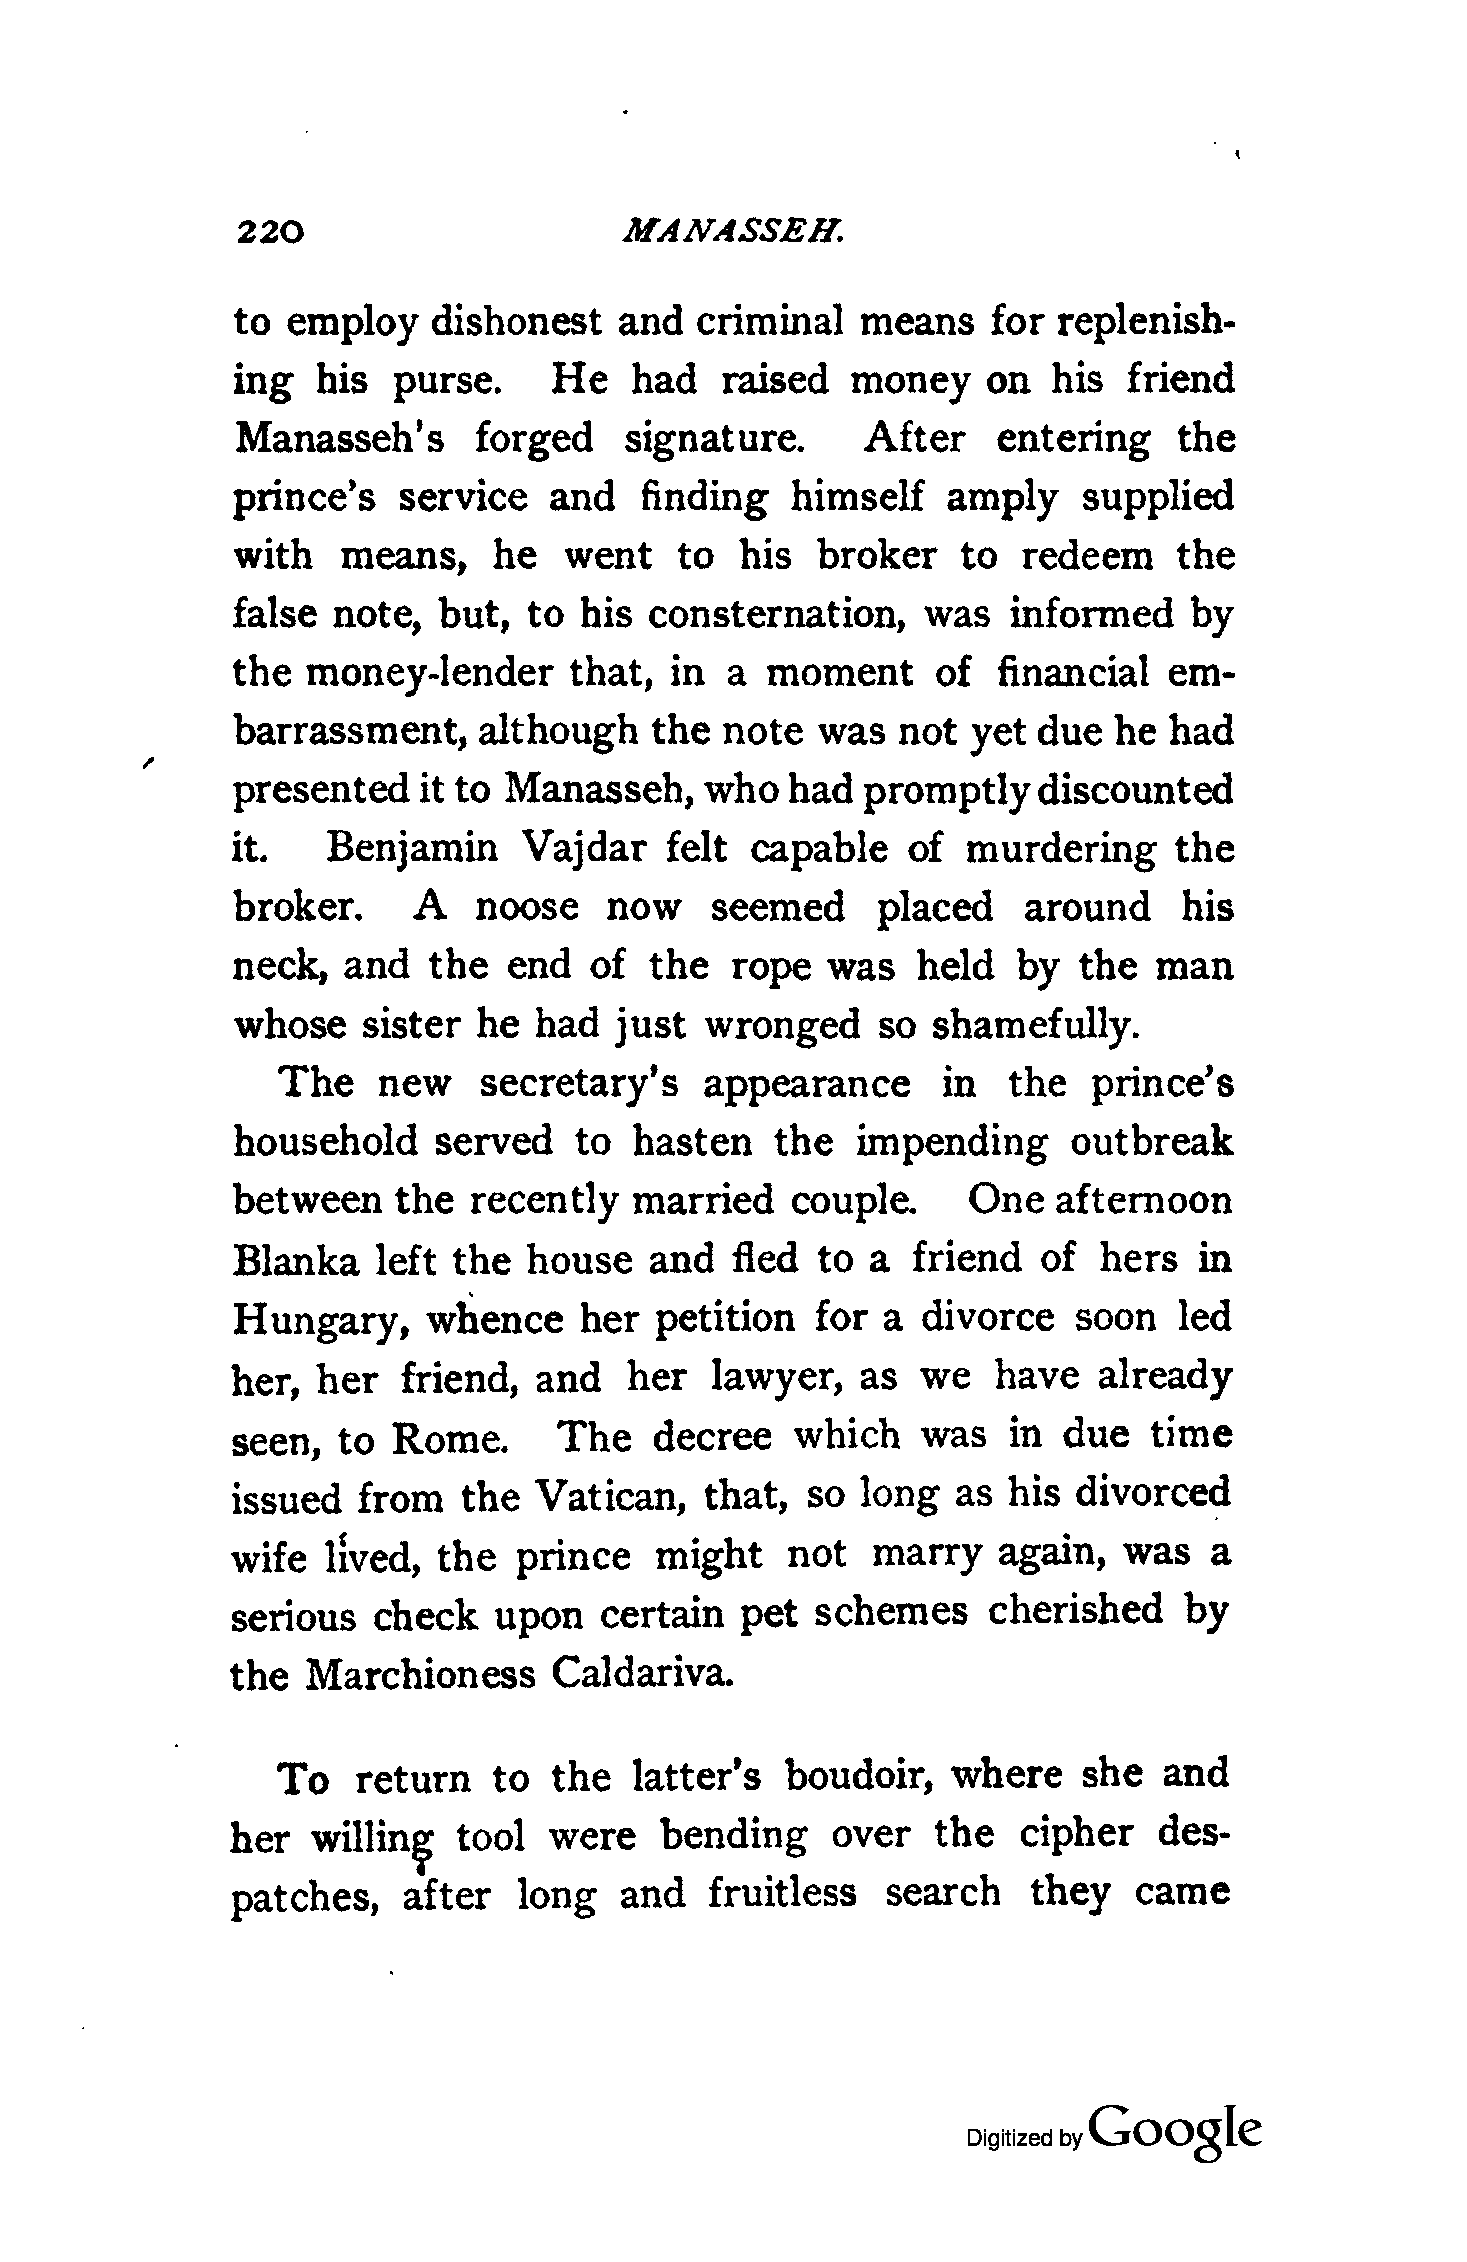 220 MANASSEH.
to employ dishonest and criminal means for replenish-
ing his purse. He had raised money on his friend
Manasseh's forged signature. After entering the
prince's service and finding himself amply supplied
with means, he went to his broker to redeem the
false note, but, to his consternation, was informed by
the money-lender that, in a moment of financial em-
barrassment, although the note was not yet due he had
presented it to Manasseh, who had promptly discounted
it. Benjamin Vajdar felt capable of murdering the
broker. A noose now seemed placed around his
neck, and the end of the rope was held by the man
whose sister he had just wronged so shamefully.
The new secretary's appearance in the prince's
household served to hasten the impending outbreak
between the recently married couple. One afternoon
Blanka left the house and fled to a friend of hers in
Hungary, whence her petition for a divorce soon led
her, her friend, and her lawyer, as we have already
seen, to Rome. The decree which was in due time
issued from the Vatican, that, so long as his divorced
wife lived, the prince might not marry again, was a
serious check upon certain pet schemes cherished by
the Marchioness Caldariva.
To return to the latter's boudoir, where she and
her willing tool were bending over the cipher des-
patches, after long and fruitless search they came
Digitized by Google